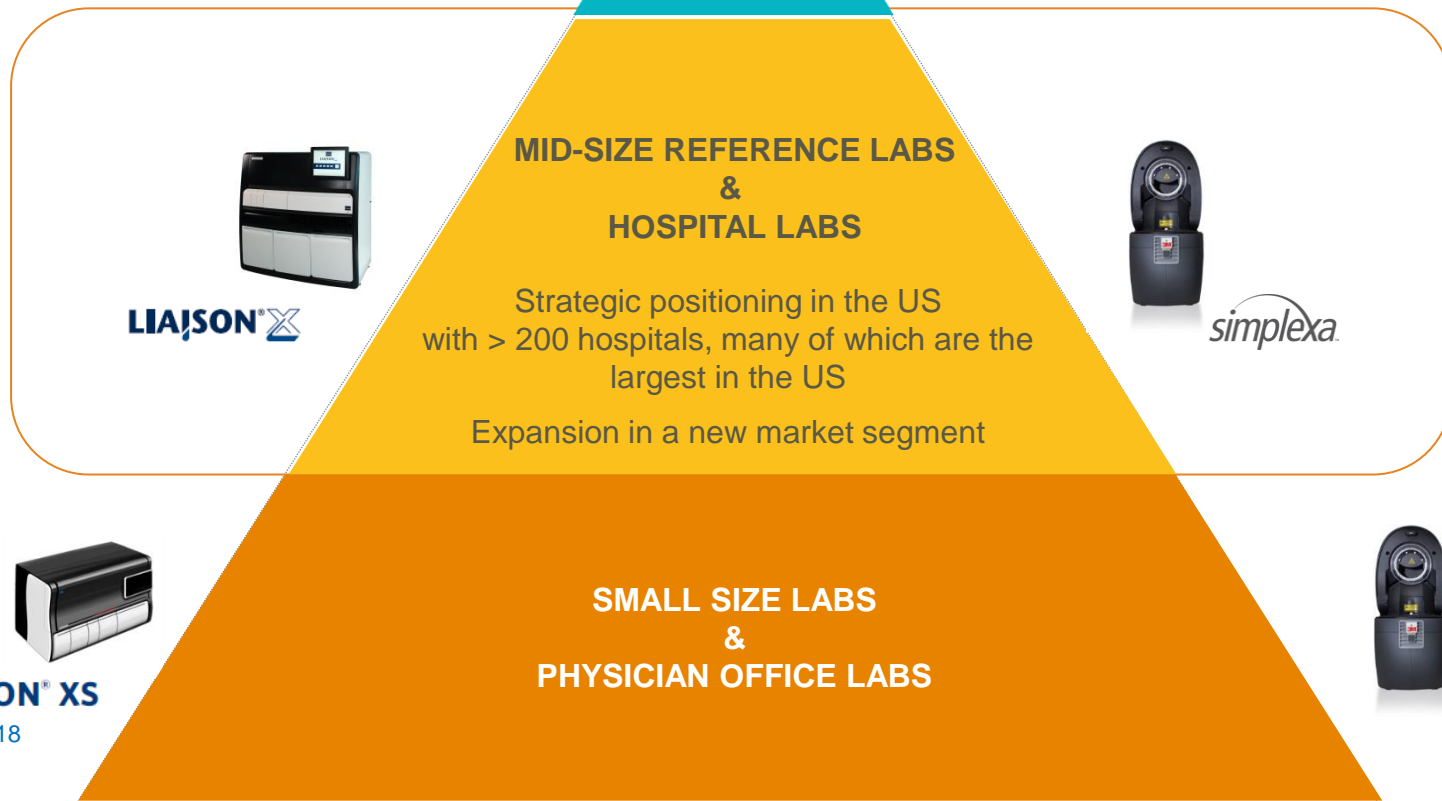 MID-SIZE REFERENCE LABS
&
HOSPITAL LABS
Strategic positioning in the US
with > 200 hospitals, many of which are the
largest in the US
Expansion in a new market segment
LIAISON® X
simplexa™
SMALL SIZE LABS
&
PHYSICIAN OFFICE LABS
ON® XS
18